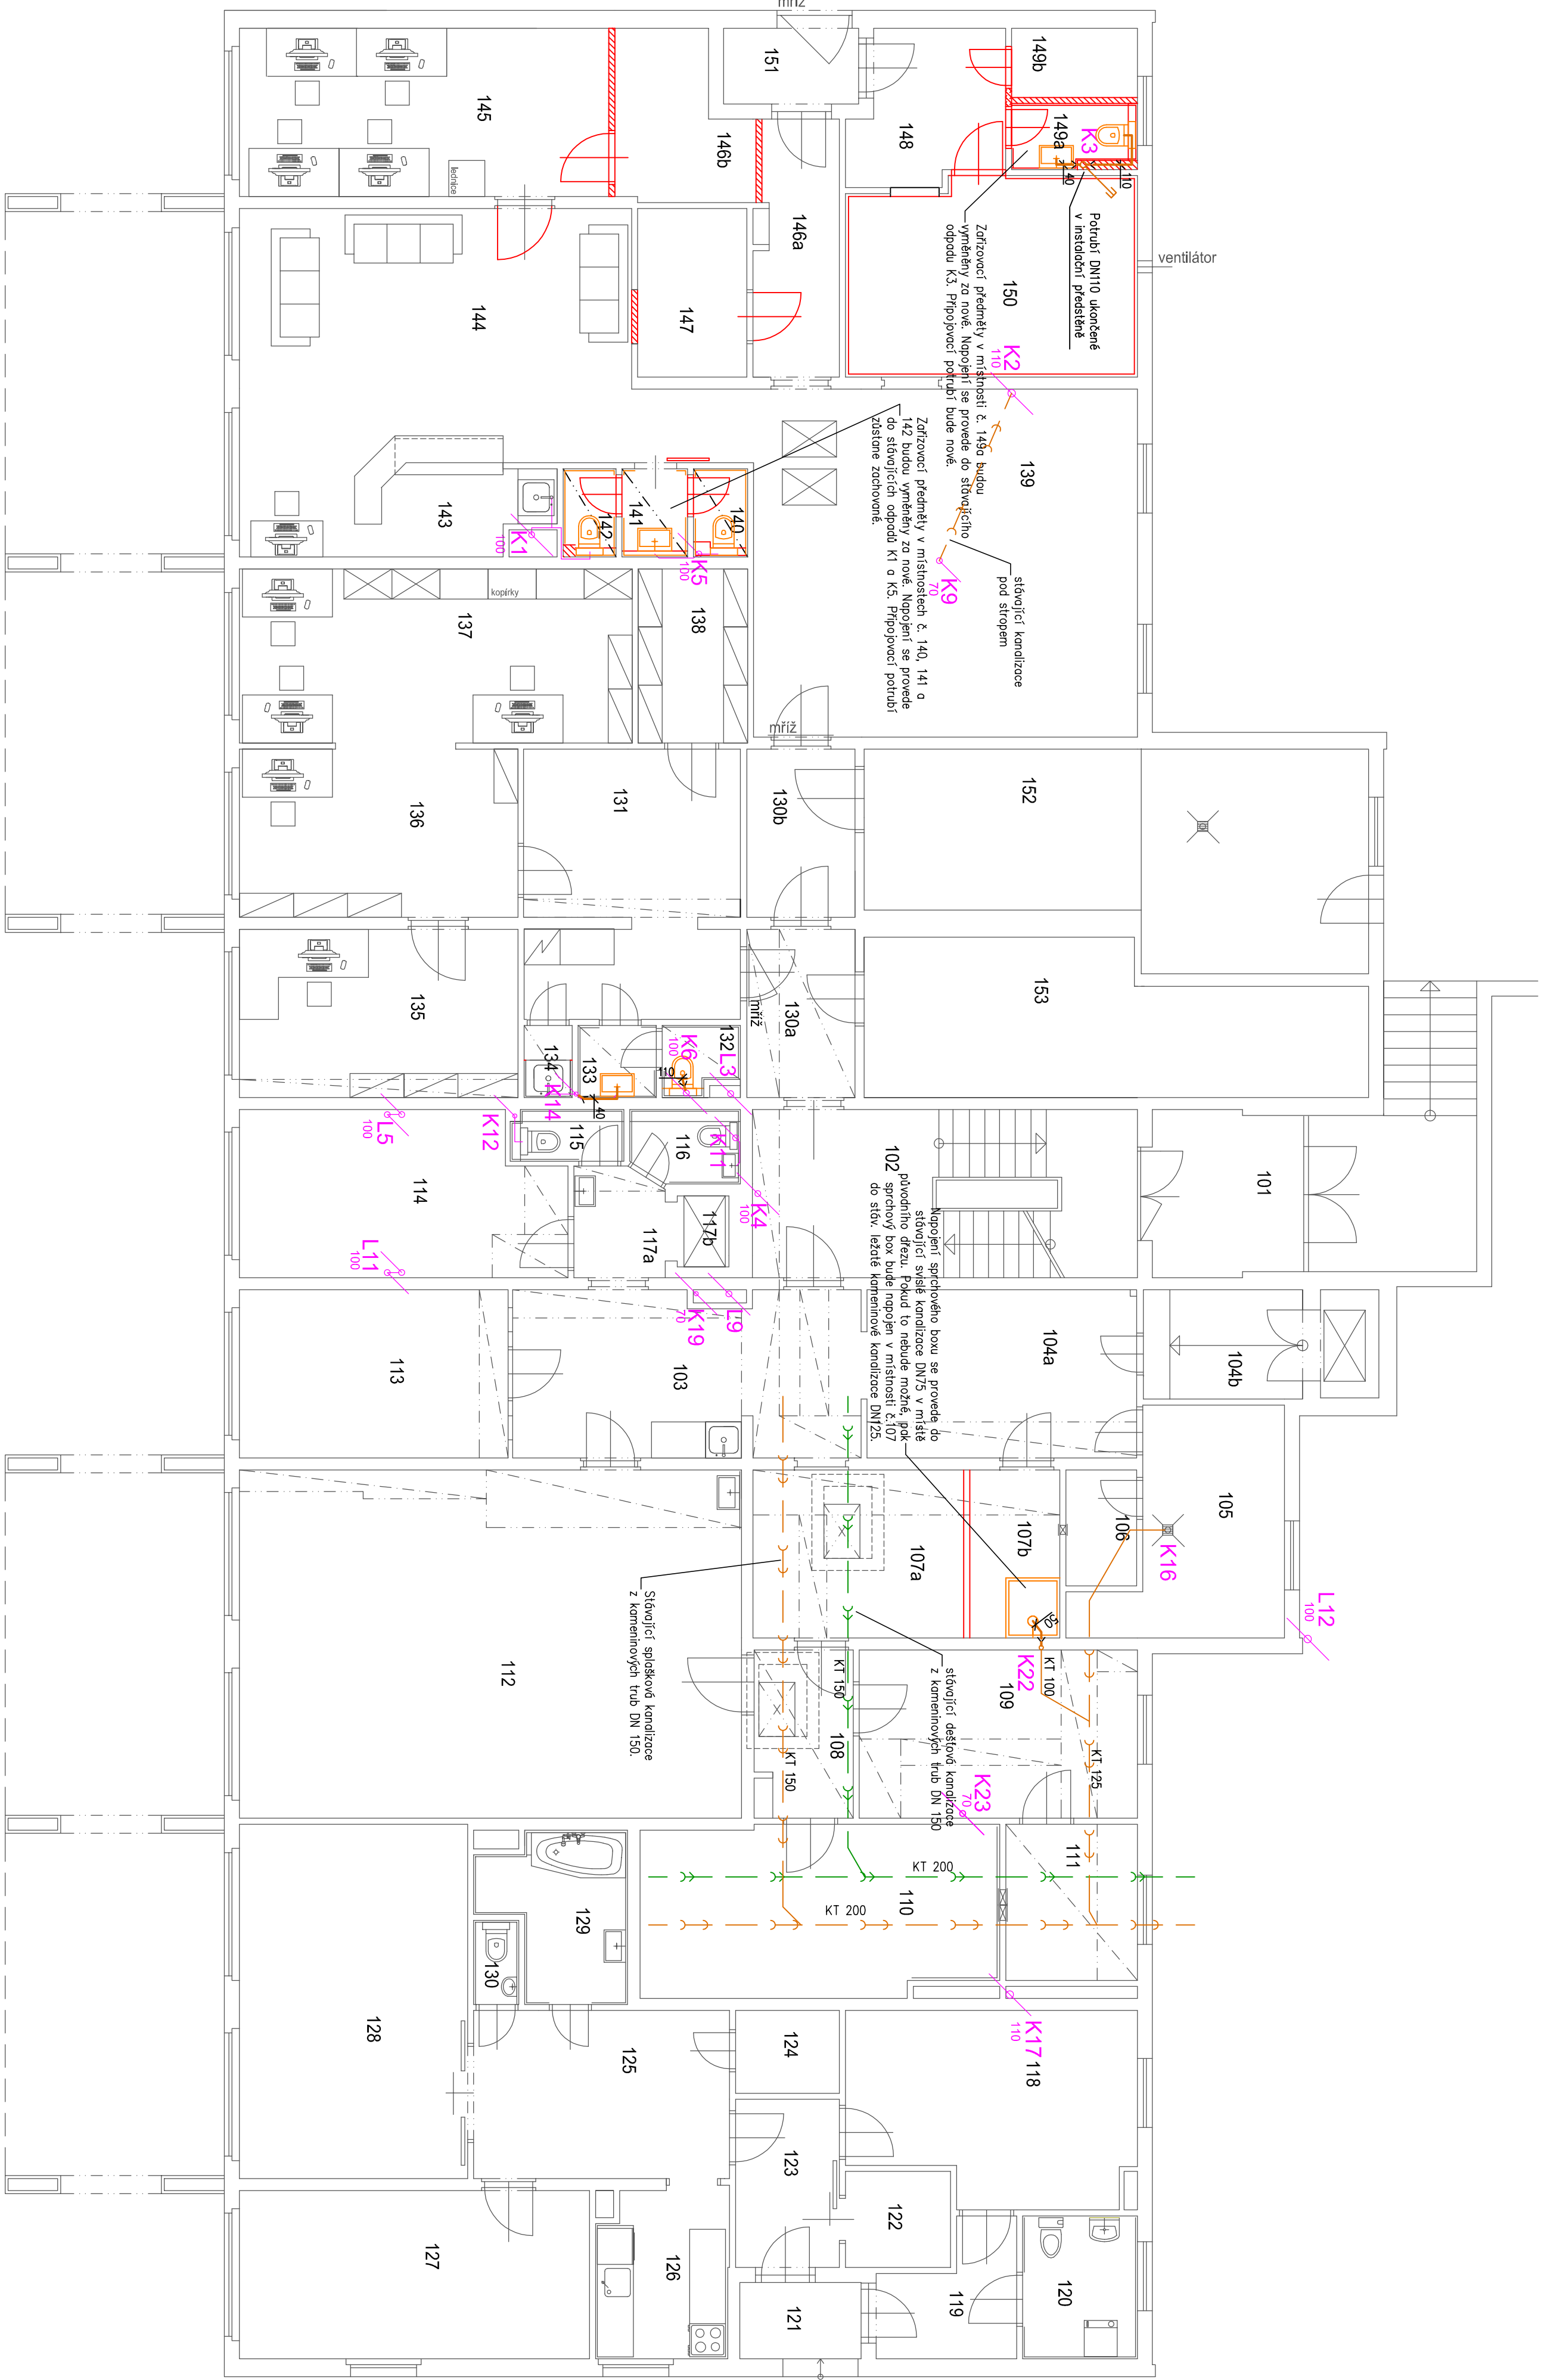 mříž
151
149b
145
146b
148
149a
K3
40
110
lednice
Potrubí DN110 ukončené
v instalační předstěně
ventilátor
146a
150
Zařizovací předměty v místnosti č. 149a budou
vyměněny za nové. Napojení se provede do stávajícího
odpadu K3. Připojovací potrubí bude nové.
144
147
K2
110
139
Zařizovací předměty v místnostech č. 140, 141 a
142 budou vyměněny za nové. Napojení se provede
do stávajících odpadů K1 a K5. Připojovací potrubí
zůstane zachované.
143
K1
100
142
141
140
K5
100
K9
70
stávající kanalizace
pod stropem
kopírky
137
138
mříž
136
131
130b
152
135
mříž
130a
153
134
133
132
K6
100
L3
110
K14
40
L5
100
K12
115
116
K11
114
K4
100
102
101
117a
117b
L11
100
Napojení sprchového boxu se provede do
stávající svislé kanalizace DN75 v místě
původního dřezu. Pokud to nebude možné, pak
sprchový box bude napojen v místnosti č.107
do stáv. ležaté kameninové kanalizace DN125.
K19
70
L9
113
103
104a
104b
105
106
K16
107a
107b
50
L12
100
Stávající splašková kanalizace
z kameninových trub DN 150.
stávající dešťová kanalizace
z kameninových trub DN 150
112
KT 150
KT 150
108
109
K22
KT 100
KT 125
K23
70
111
KT 200
KT 200
110
129
130
K17
110
128
125
124
118
123
122
127
126
121
119
120